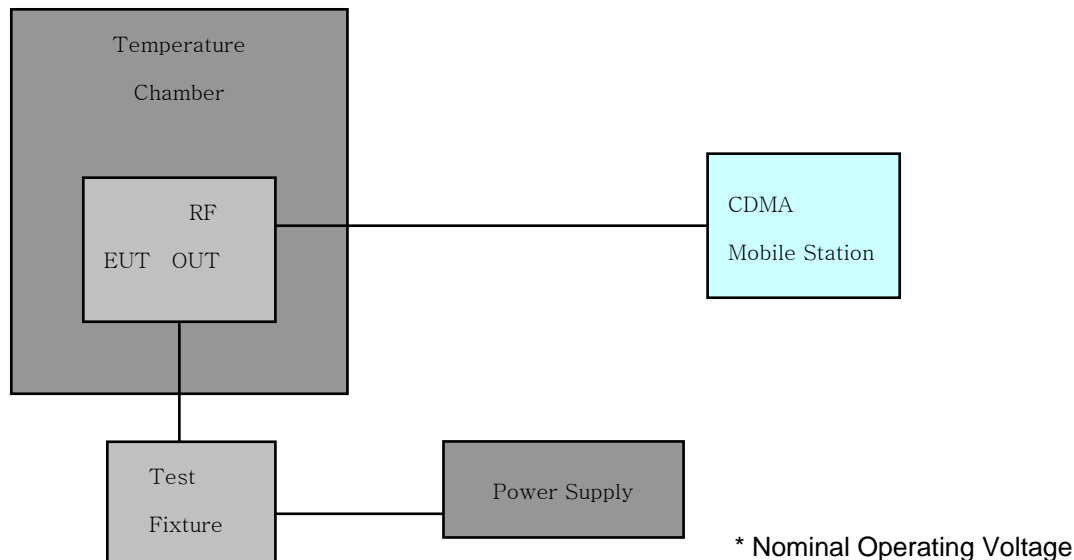 Temperature
Chamber
RF
EUT OUT
CDMA
Mobile Station
Test
Fixture
Power Supply
* Nominal Operating Voltage